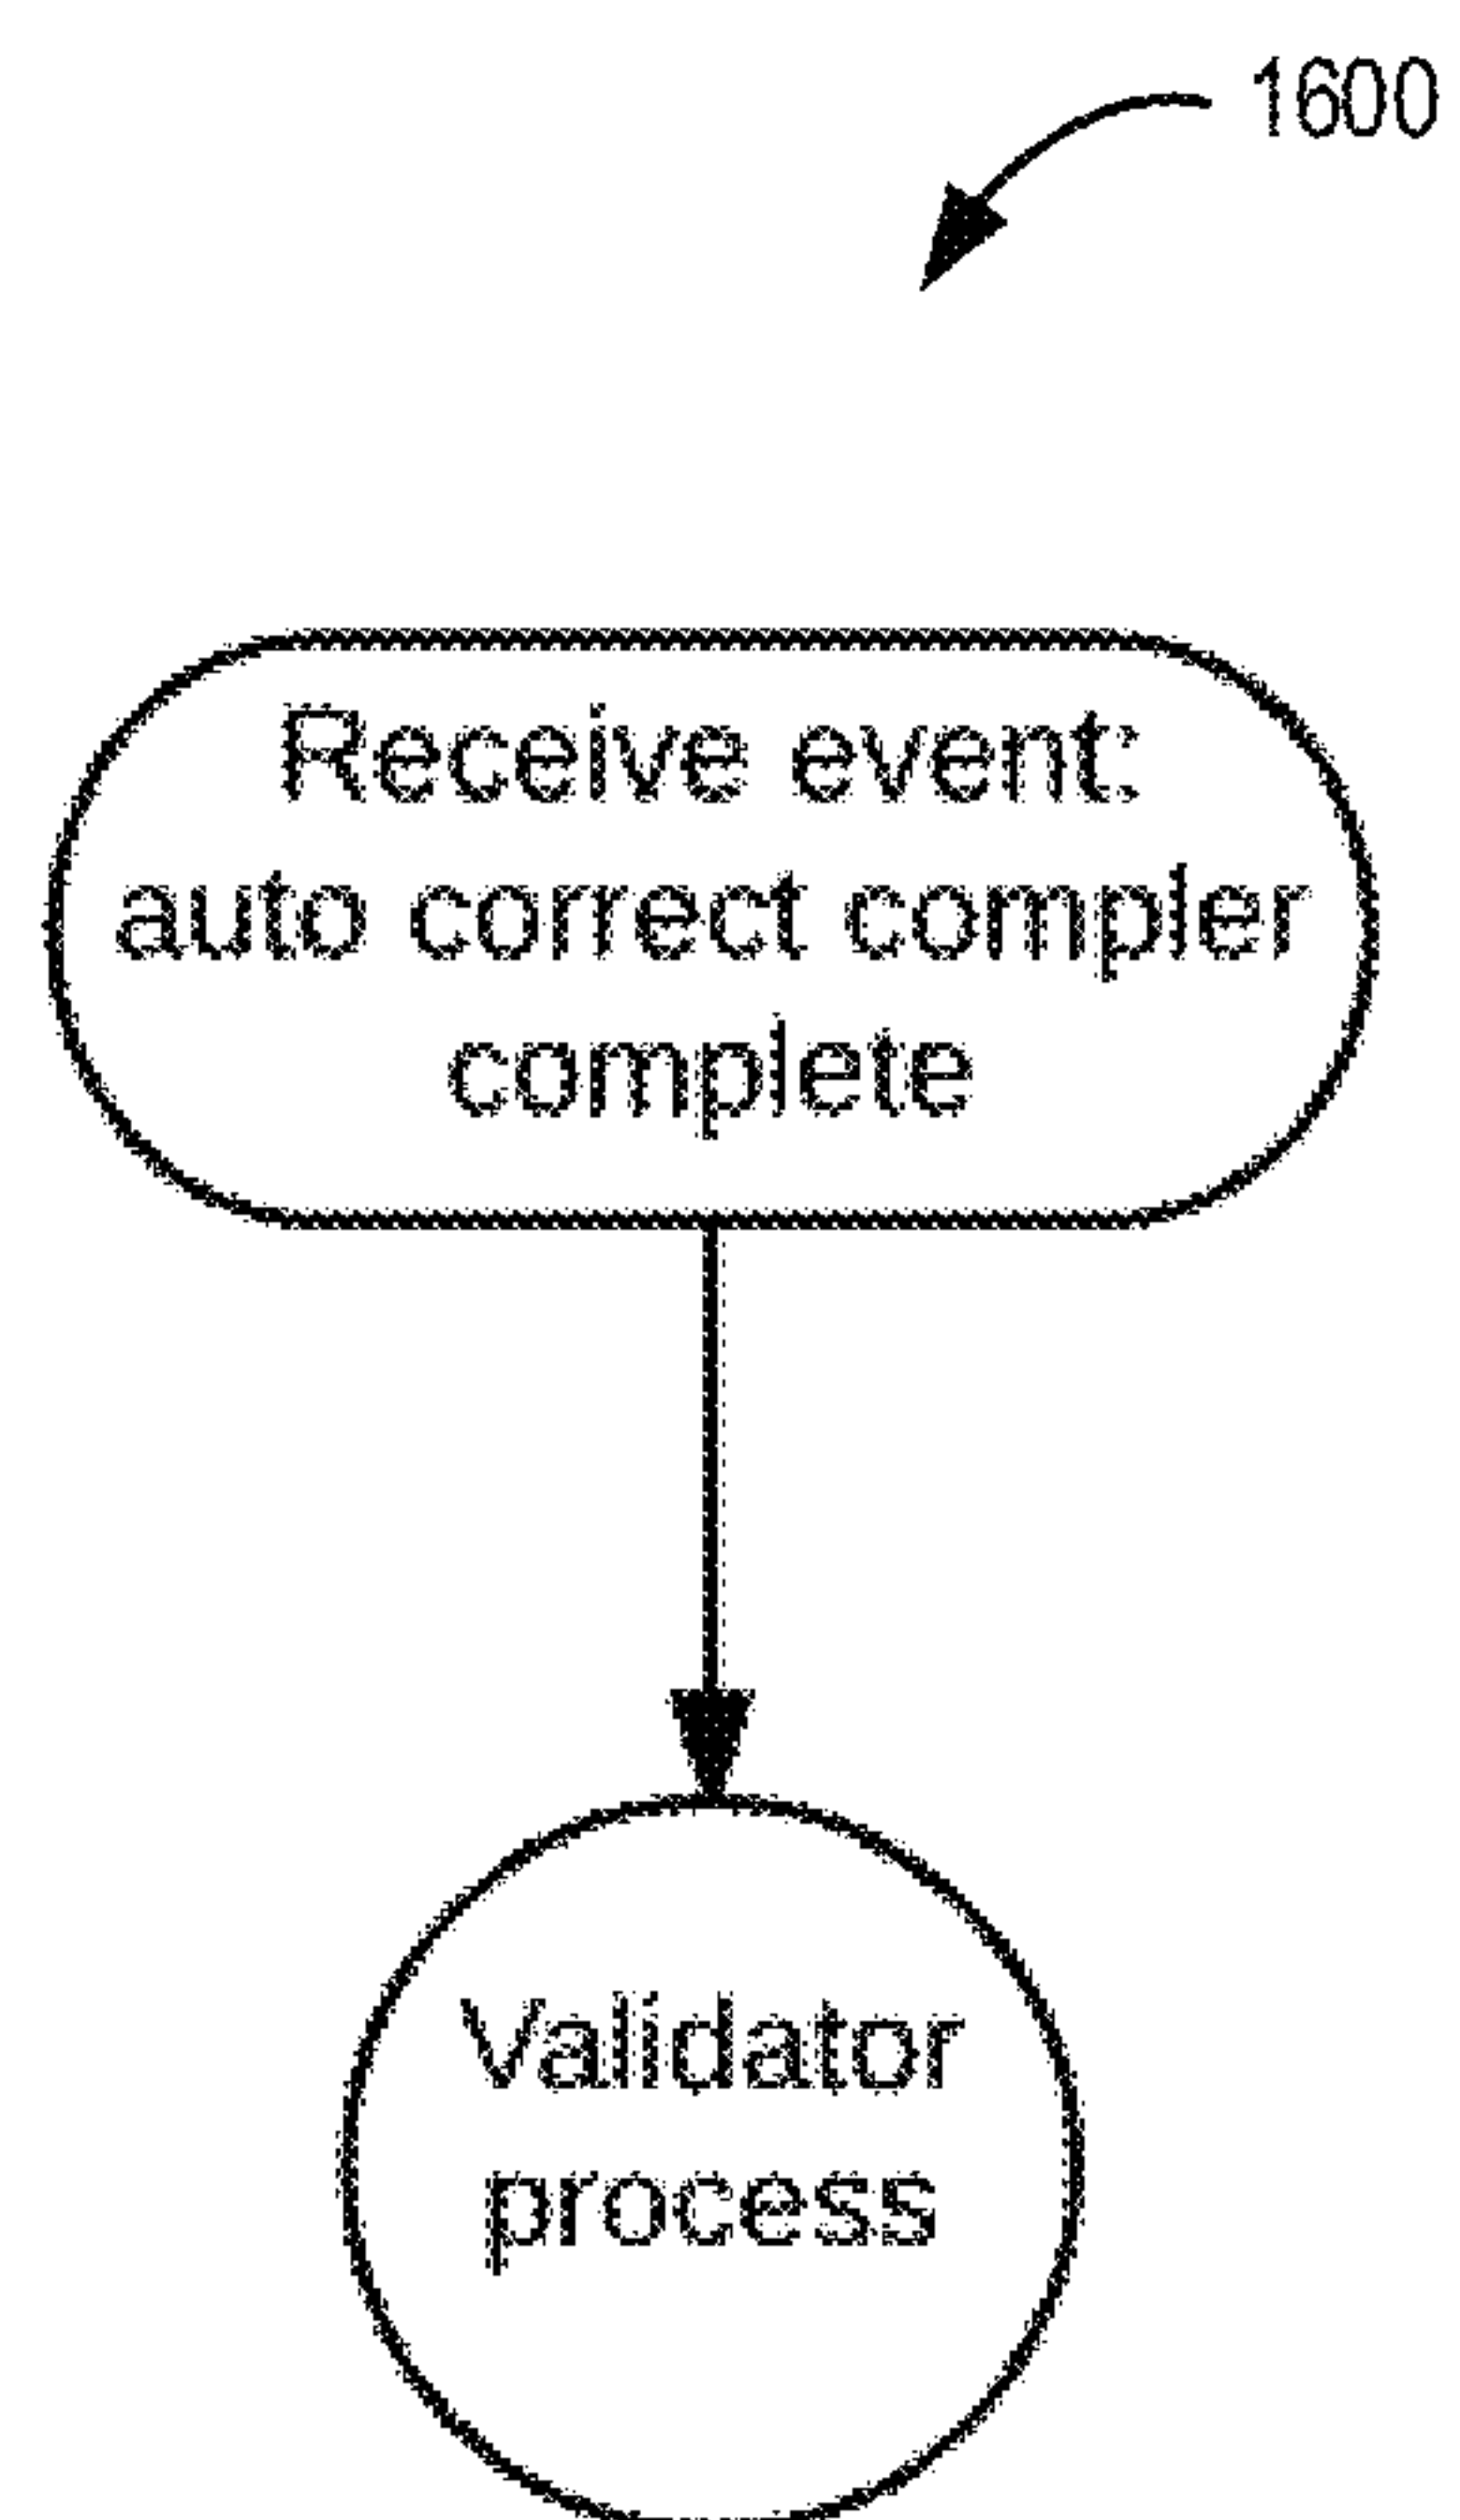 1600
Receive event:
auto correct compler
complete
Validator
process